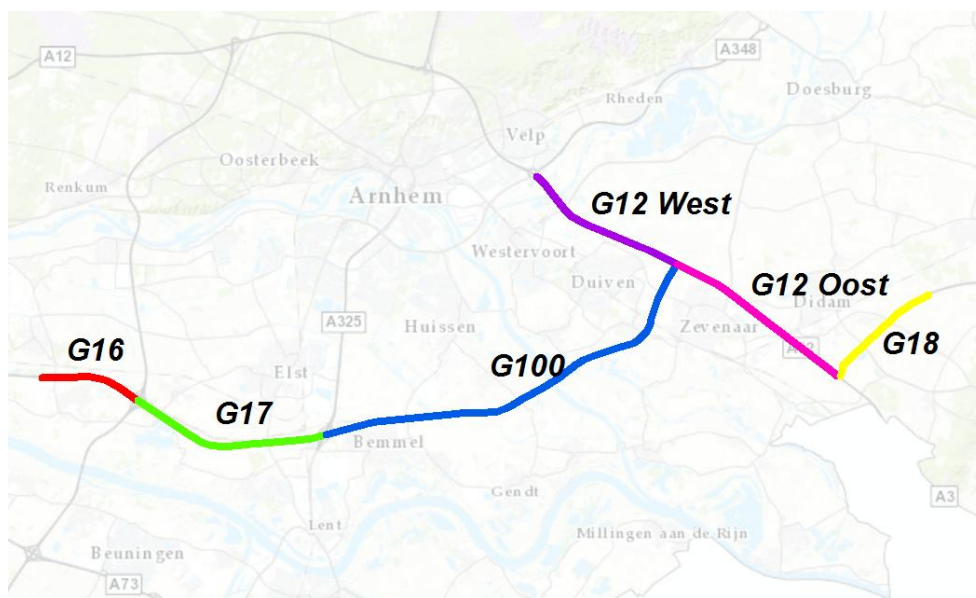 A12
A348
Doesburg
Rheden
Velp
Oosterbeek
Renkum
Arnhem
G12 West
Westervoort
Duiven
G12 Oost
Didam
A325
Huissen
Zevenaar
A12
G18
G16
Elst
G100
G17
Bemmel
Gendt
A3
Lent
Millingen aan de Rijn
Beuningen
A73